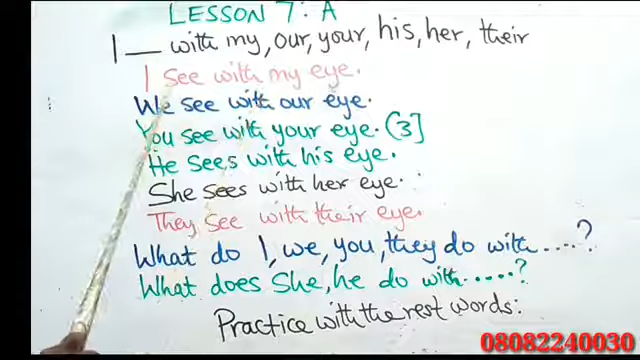 LESSON 7: A
I __ with my, our, your, his, her, their
I see with my eye.
We see with our eye.
You see with your eye. (3]
He sees with his eye.
She sees with her eye.
They see with their eye.
What do I, we, you, they do with ....?
What does She, he do with.....?
Practice with the rest words:
08082240030